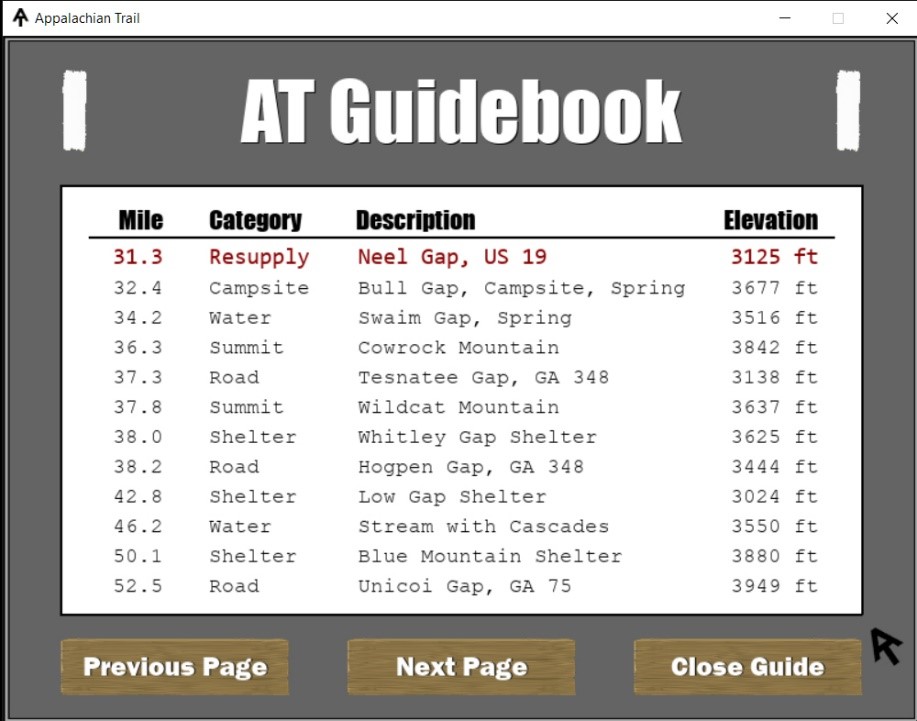 Appalachian Trail
AT Guidebook
Mile Category Description Elevation
31.3 Resupply Neel Gap, US 19 3125 ft
32.4 Campsite Bull Gap, Campsite, Spring 3677 ft
34.2 Water Swaim Gap, Spring 3516 ft
36.3 Summit Cowrock Mountain 3842 ft
37.3 Road Tesnatee Gap, GA 348 3138 ft
37.8 Summit Wildcat Mountain 3637 ft
38.0 Shelter Whitley Gap Shelter 3625 ft
38.2 Road Hogpen Gap, GA 348 3444 ft
42.8 Shelter Low Gap Shelter 3024 ft
46.2 Water Stream with Cascades 3550 ft
50.1 Shelter Blue Mountain Shelter 3880 ft
52.5 Road Unicoi Gap, GA 75 3949 ft
Previous Page Next Page Close Guide